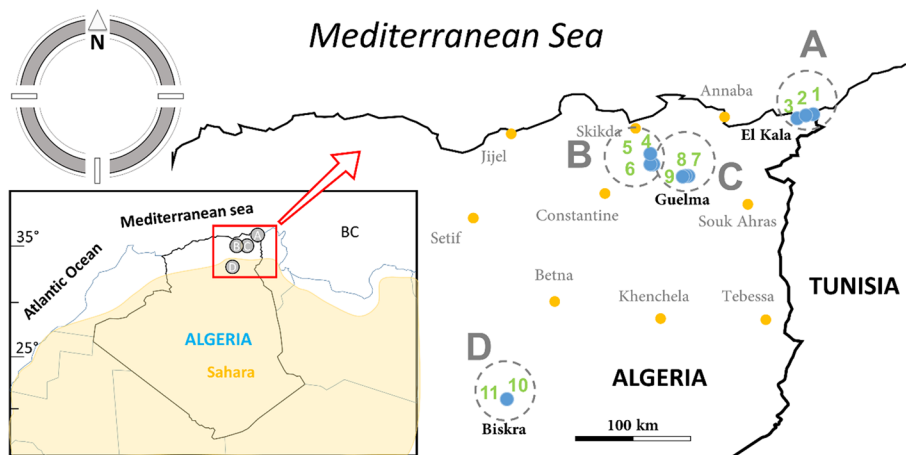 N
Mediterranean Sea
A
Annaba
3 2 1
El Kala
Skikda
Jijel
B
5 4
6
8 7
9
C
Guelma
Constantine
Souk Ahras
Setif
Betna
Khenchela
Tebessa
TUNISIA
D
11 10
Biskra
ALGERIA
100 km
Mediterranean sea
BC
35°
Atlantic Ocean
A
B C
D
ALGERIA
Sahara
25°